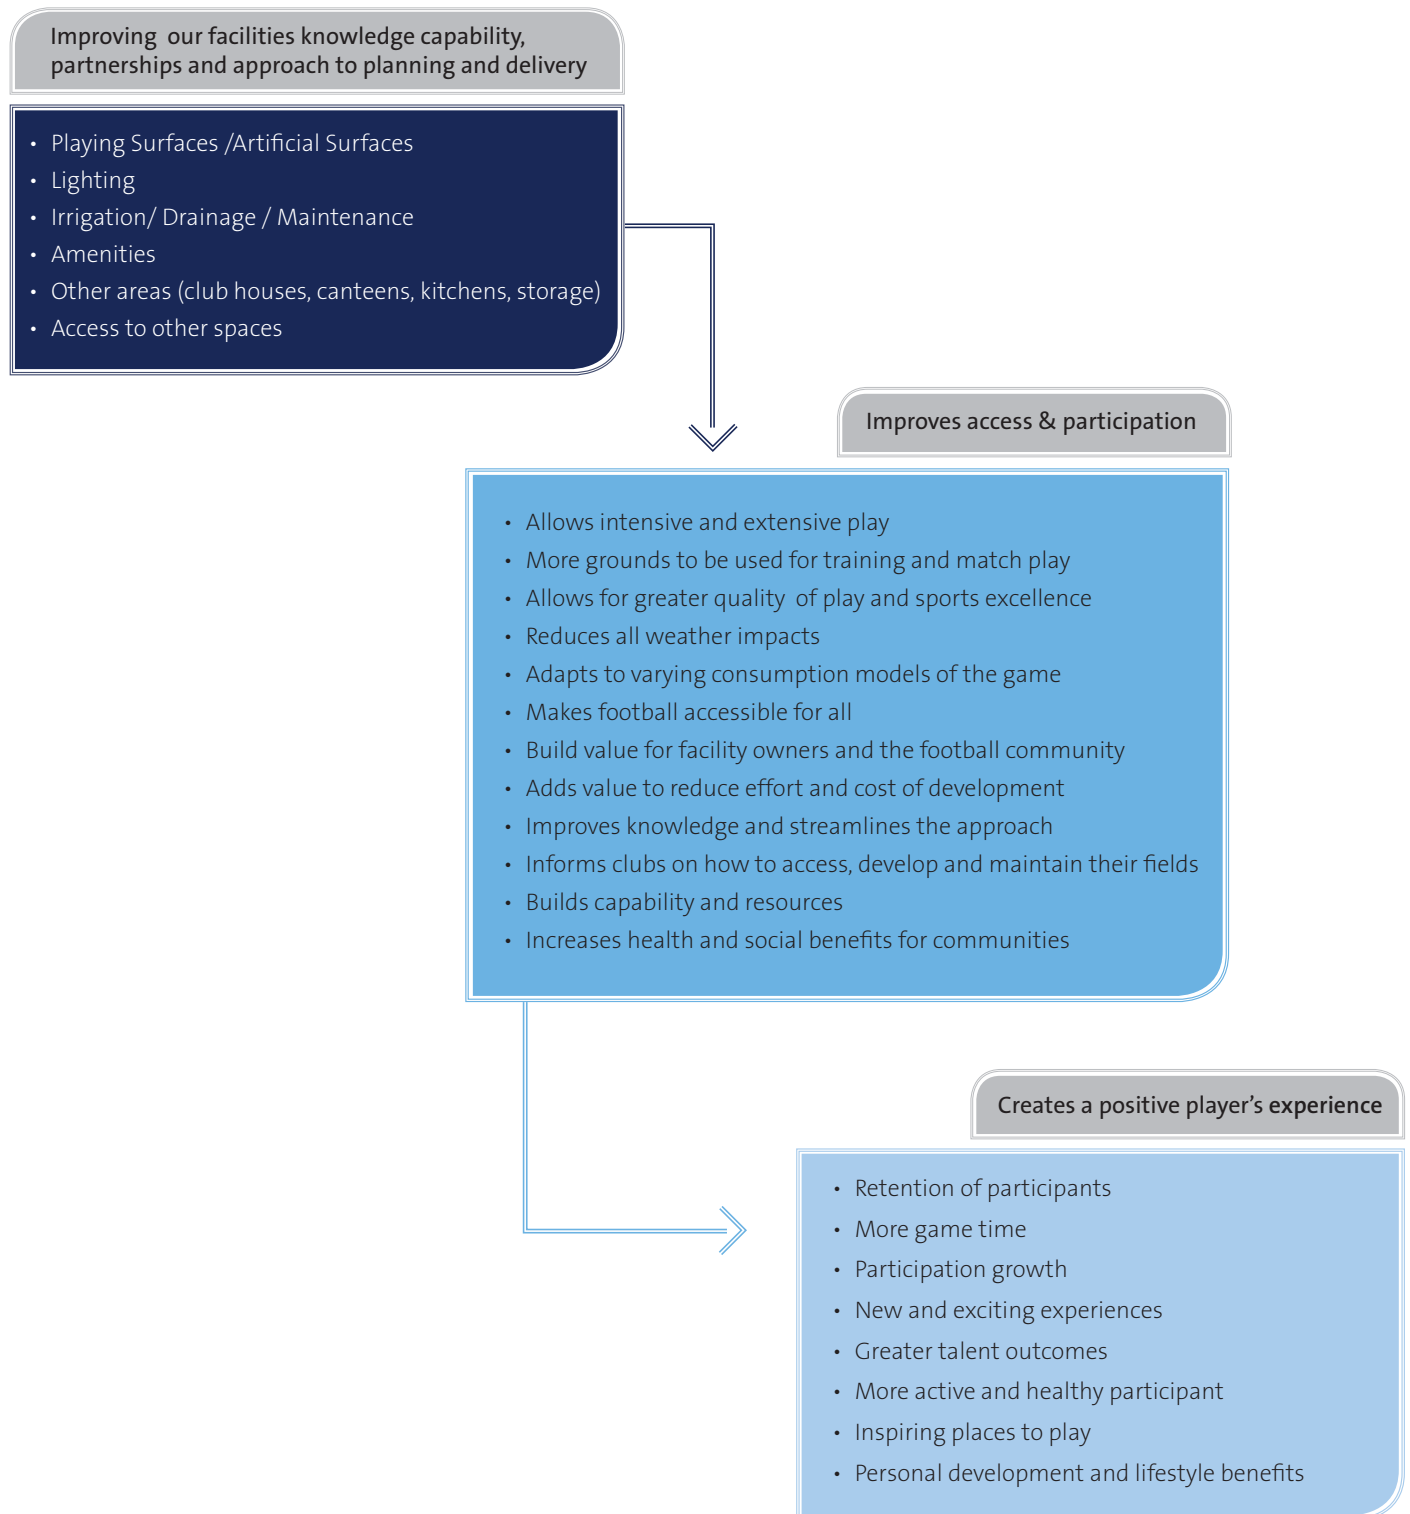 Improving our facilities knowledge capability,
partnerships and approach to planning and delivery
• Playing Surfaces /Artificial Surfaces
• Lighting
• Irrigation/ Drainage / Maintenance
• Amenities
• Other areas (club houses, canteens, kitchens, storage)
• Access to other spaces
Improves access & participation
• Allows intensive and extensive play
• More grounds to be used for training and match play
• Allows for greater quality of play and sports excellence
• Reduces all weather impacts
• Adapts to varying consumption models of the game
• Makes football accessible for all
• Build value for facility owners and the football community
• Adds value to reduce effort and cost of development
• Improves knowledge and streamlines the approach
• Informs clubs on how to access, develop and maintain their fields
• Builds capability and resources
• Increases health and social benefits for communities
Creates a positive player’s experience
• Retention of participants
• More game time
• Participation growth
• New and exciting experiences
• Greater talent outcomes
• More active and healthy participant
• Inspiring places to play
• Personal development and lifestyle benefits